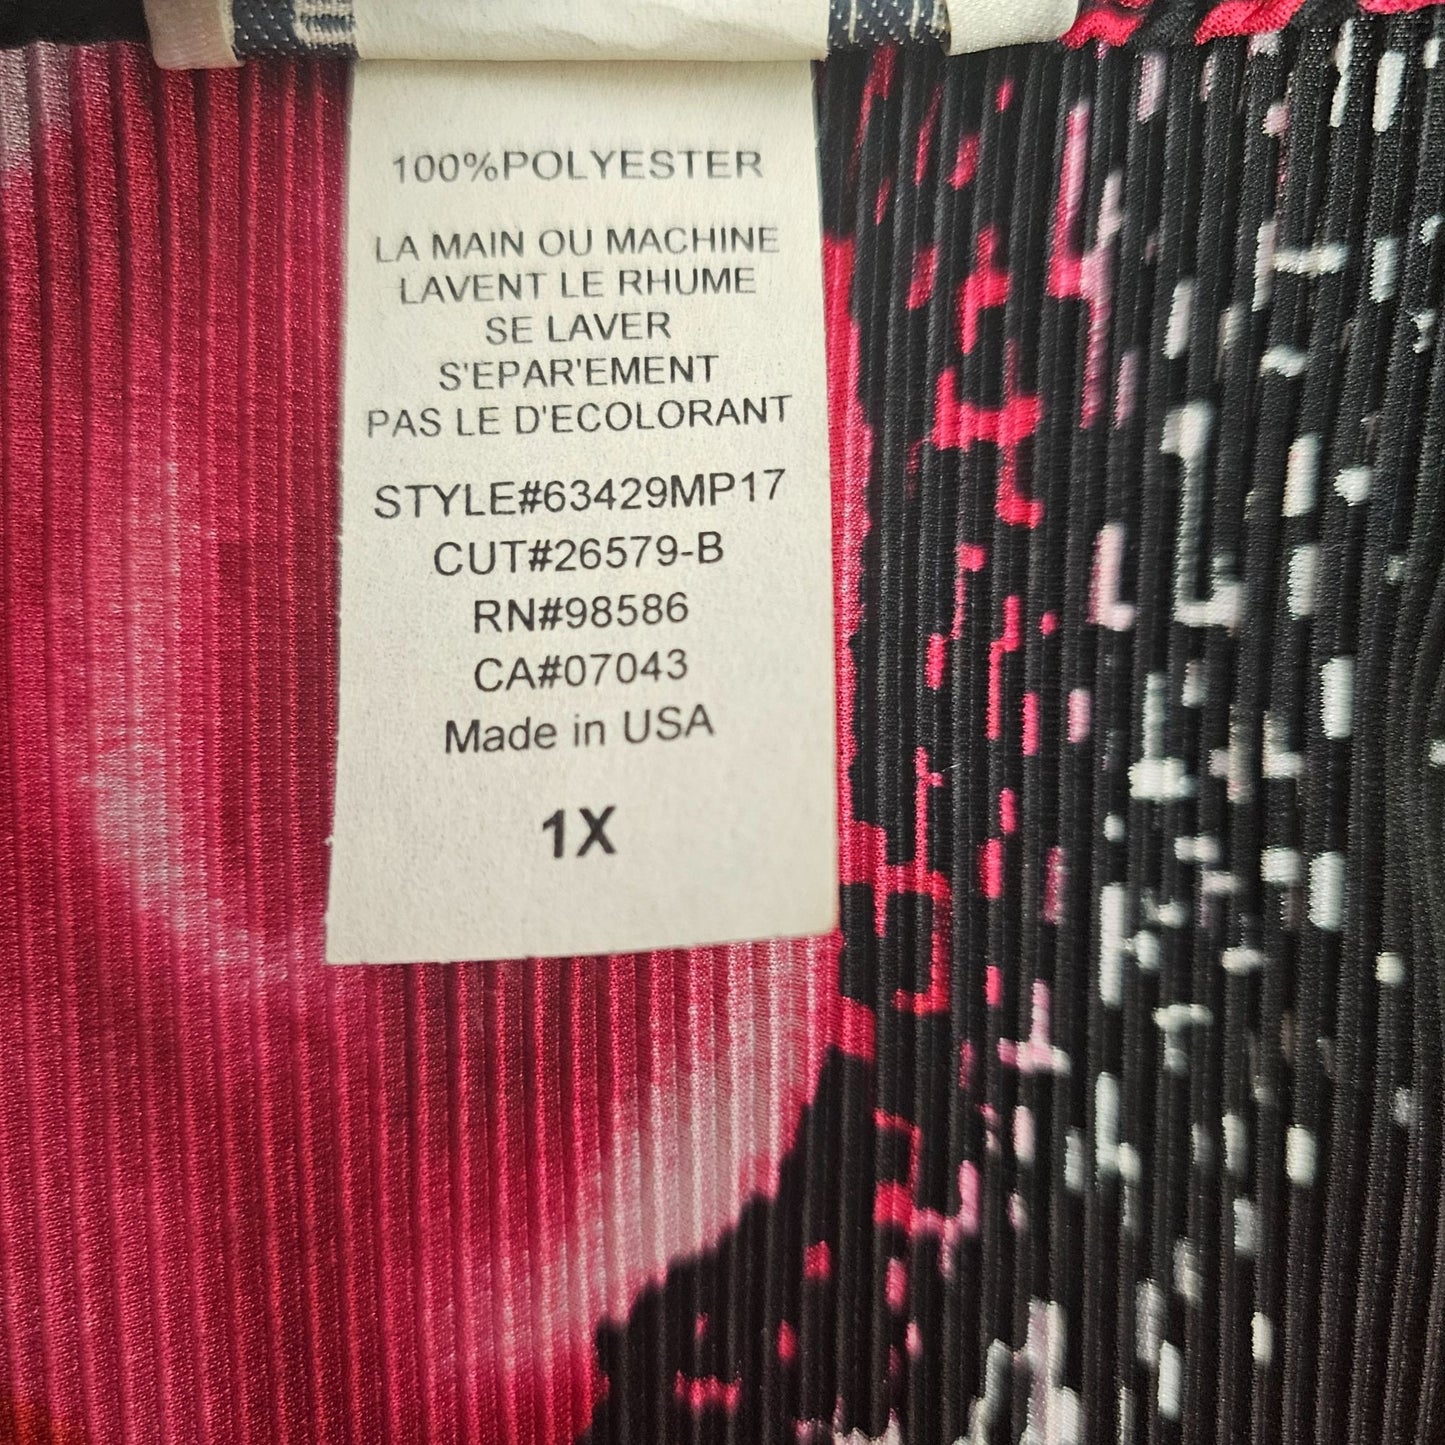 100%POLYESTER
LA MAIN OU MACHINE
LAVENT LE RHUME
SE LAVER
S'EPAR'EMENT
PAS LE D'ECOLORANT
STYLE#63429MP17
CUT#26579-B
RN#98586
CA#07043
Made in USA
1X